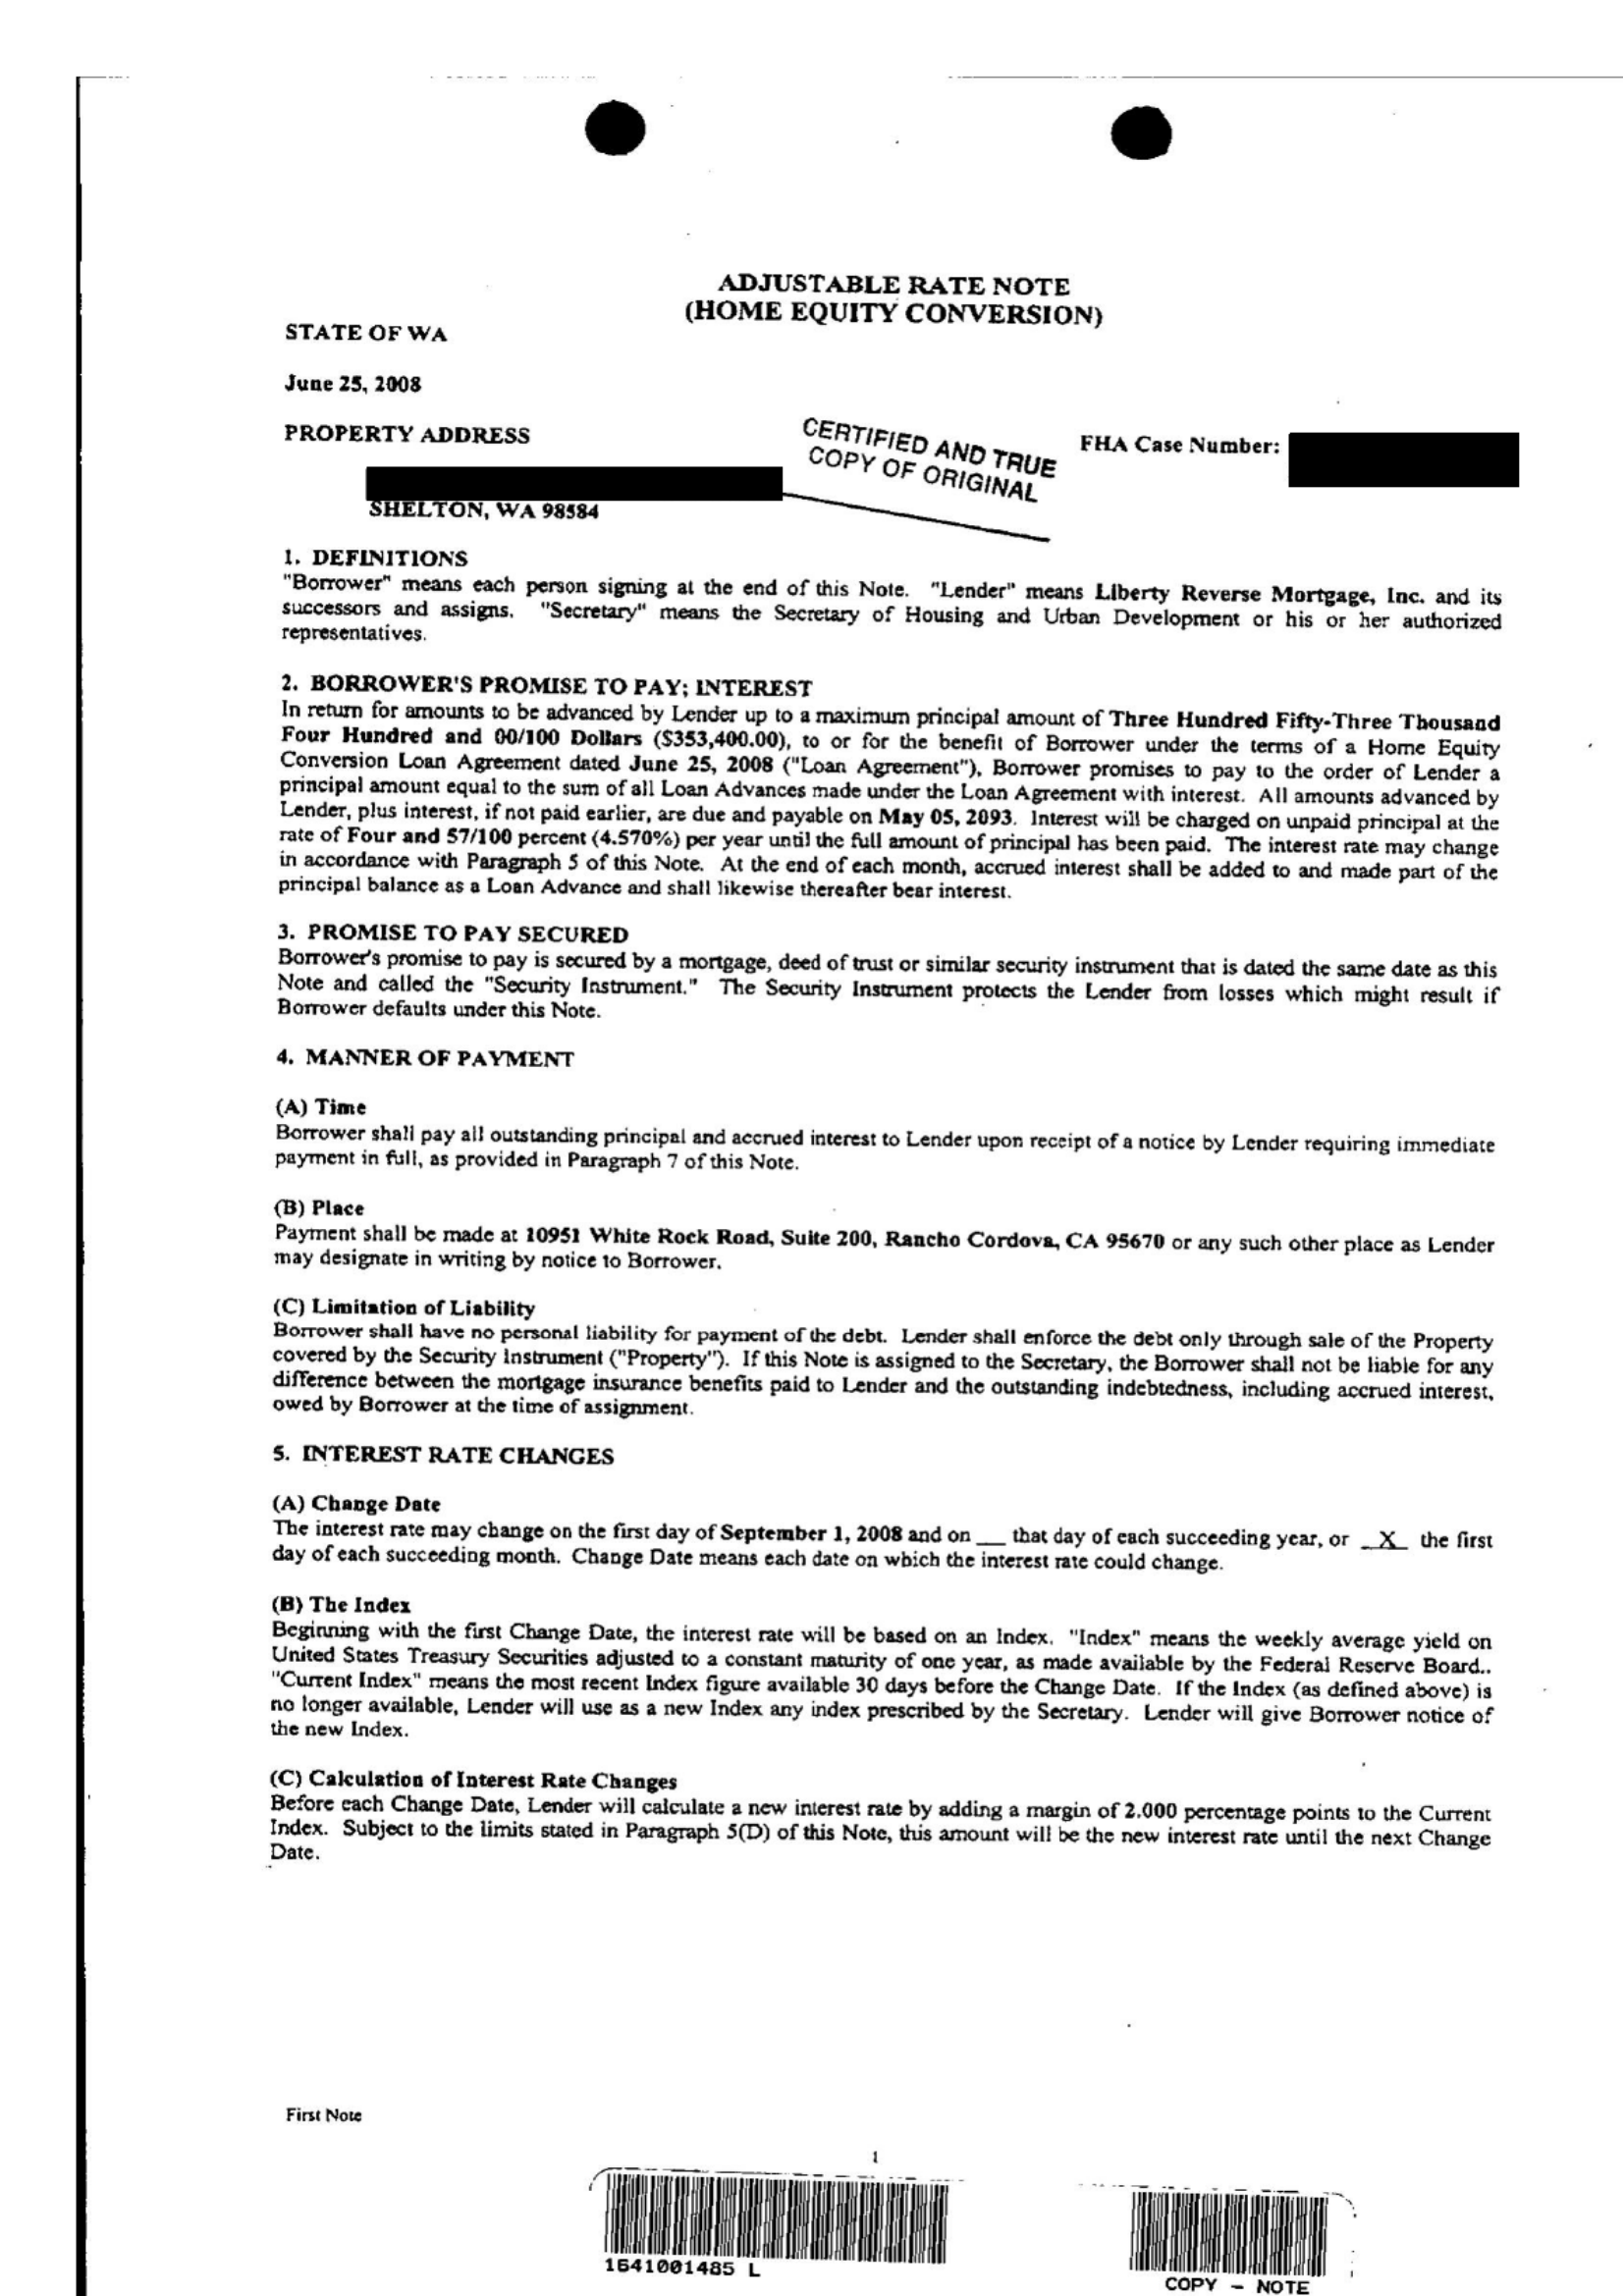 ADJUSTABLE RATE NOTE
(HOME EQUITY CONVERSION)
STATE OF WA
June 25, 2008
PROPERTY ADDRESS
CERTIFIED AND TRUE
COPY OF ORIGINAL
FHA Case Number:
SHELTON, WA 98584
1. DEFINITIONS
"Borrower" means each person signing at the end of this Note. "Lender" means Liberty Reverse Mortgage, Inc. and its
successors and assigns. "Secretary" means the Secretary of Housing and Urban Development or his or her authorized
representatives.
2. BORROWER'S PROMISE TO PAY; INTEREST
In return for amounts to be advanced by Lender up to a maximum principal amount of Three Hundred Fifty-Three Thousand
Four Hundred and 00/100 Dollars ($353,400.00), to or for the benefit of Borrower under the terms of a Home Equity
Conversion Loan Agreement dated June 25, 2008 ("Loan Agreement"), Borrower promises to pay to the order of Lender a
principal amount equal to the sum of all Loan Advances made under the Loan Agreement with interest. All amounts advanced by
Lender, plus interest, if not paid earlier, are due and payable on May 05, 2093. Interest will be charged on unpaid principal at the
rate of Four and 57/100 percent (4.570%) per year until the full amount of principal has been paid. The interest rate may change
in accordance with Paragraph 5 of this Note. At the end of each month, accrued interest shall be added to and made part of the
principal balance as a Loan Advance and shall likewise thereafter bear interest.
3. PROMISE TO PAY SECURED
Borrower's promise to pay is secured by a mortgage, deed of trust or similar security instrument that is dated the same date as this
Note and called the "Security Instrument." The Security Instrument protects the Lender from losses which might result if
Borrower defaults under this Note.
4. MANNER OF PAYMENT
(A) Time
Borrower shall pay all outstanding principal and accrued interest to Lender upon receipt of a notice by Lender requiring immediate
payment in full, as provided in Paragraph 7 of this Note.
(B) Place
Payment shall be made at 10951 White Rock Road, Suite 200, Rancho Cordova, CA 95670 or any such other place as Lender
may designate in writing by notice to Borrower.
(C) Limitation of Liability
Borrower shall have no personal liability for payment of the debt. Lender shall enforce the debt only through sale of the Property
covered by the Security Instrument ("Property"). If this Note is assigned to the Secretary, the Borrower shall not be liable for any
difference between the mortgage insurance benefits paid to Lender and the outstanding indebtedness, including accrued interest,
owed by Borrower at the time of assignment.
5. INTEREST RATE CHANGES
(A) Change Date
The interest rate may change on the first day of September 1, 2008 and on __ that day of each succeeding year, or _X_ the first
day of each succeeding month. Change Date means each date on which the interest rate could change.
(B) The Index
Beginning with the first Change Date, the interest rate will be based on an Index. "Index" means the weekly average yield on
United States Treasury Securities adjusted to a constant maturity of one year, as made available by the Federal Reserve Board..
"Current Index" means the most recent Index figure available 30 days before the Change Date. If the Index (as defined above) is
no longer available, Lender will use as a new Index any index prescribed by the Secretary. Lender will give Borrower notice of
the new Index.
(C) Calculation of Interest Rate Changes
Before each Change Date, Lender will calculate a new interest rate by adding a margin of 2.000 percentage points to the Current
Index. Subject to the limits stated in Paragraph 5(D) of this Note, this amount will be the new interest rate until the next Change
Date.
First Note
1
1641001485 L
COPY - NOTE